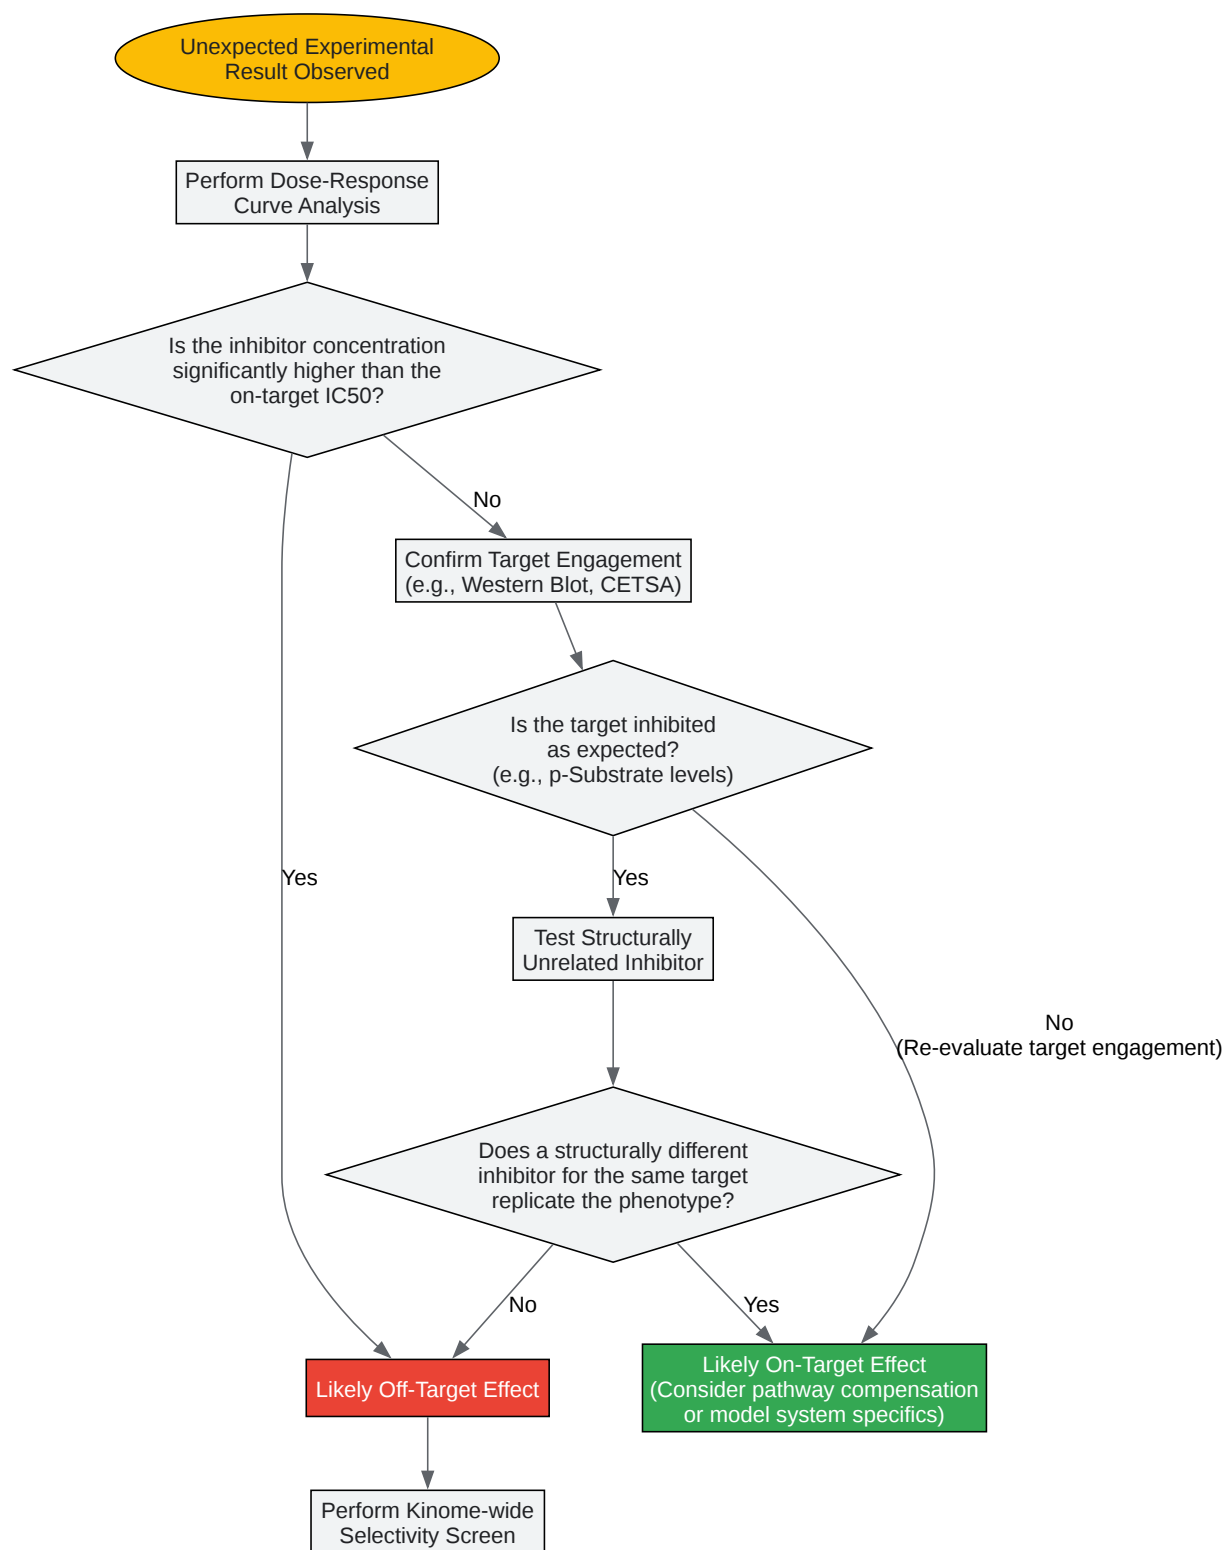 Unexpected Experimental
Result Observed
Perform Dose-Response
Curve Analysis
Is the inhibitor concentration
significantly higher than the
on-target IC50?
No
Confirm Target Engagement
(e.g., Western Blot, CETSA)
Is the target inhibited
as expected?
(e.g., p-Substrate levels)
Yes
Yes
Test Structurally
Unrelated Inhibitor
No
(Re-evaluate target engagement)
Does a structurally different
inhibitor for the same target
replicate the phenotype?
No
Yes
Likely Off-Target Effect
Likely On-Target Effect
(Consider pathway compensation
or model system specifics)
Perform Kinome-wide
Selectivity Screen